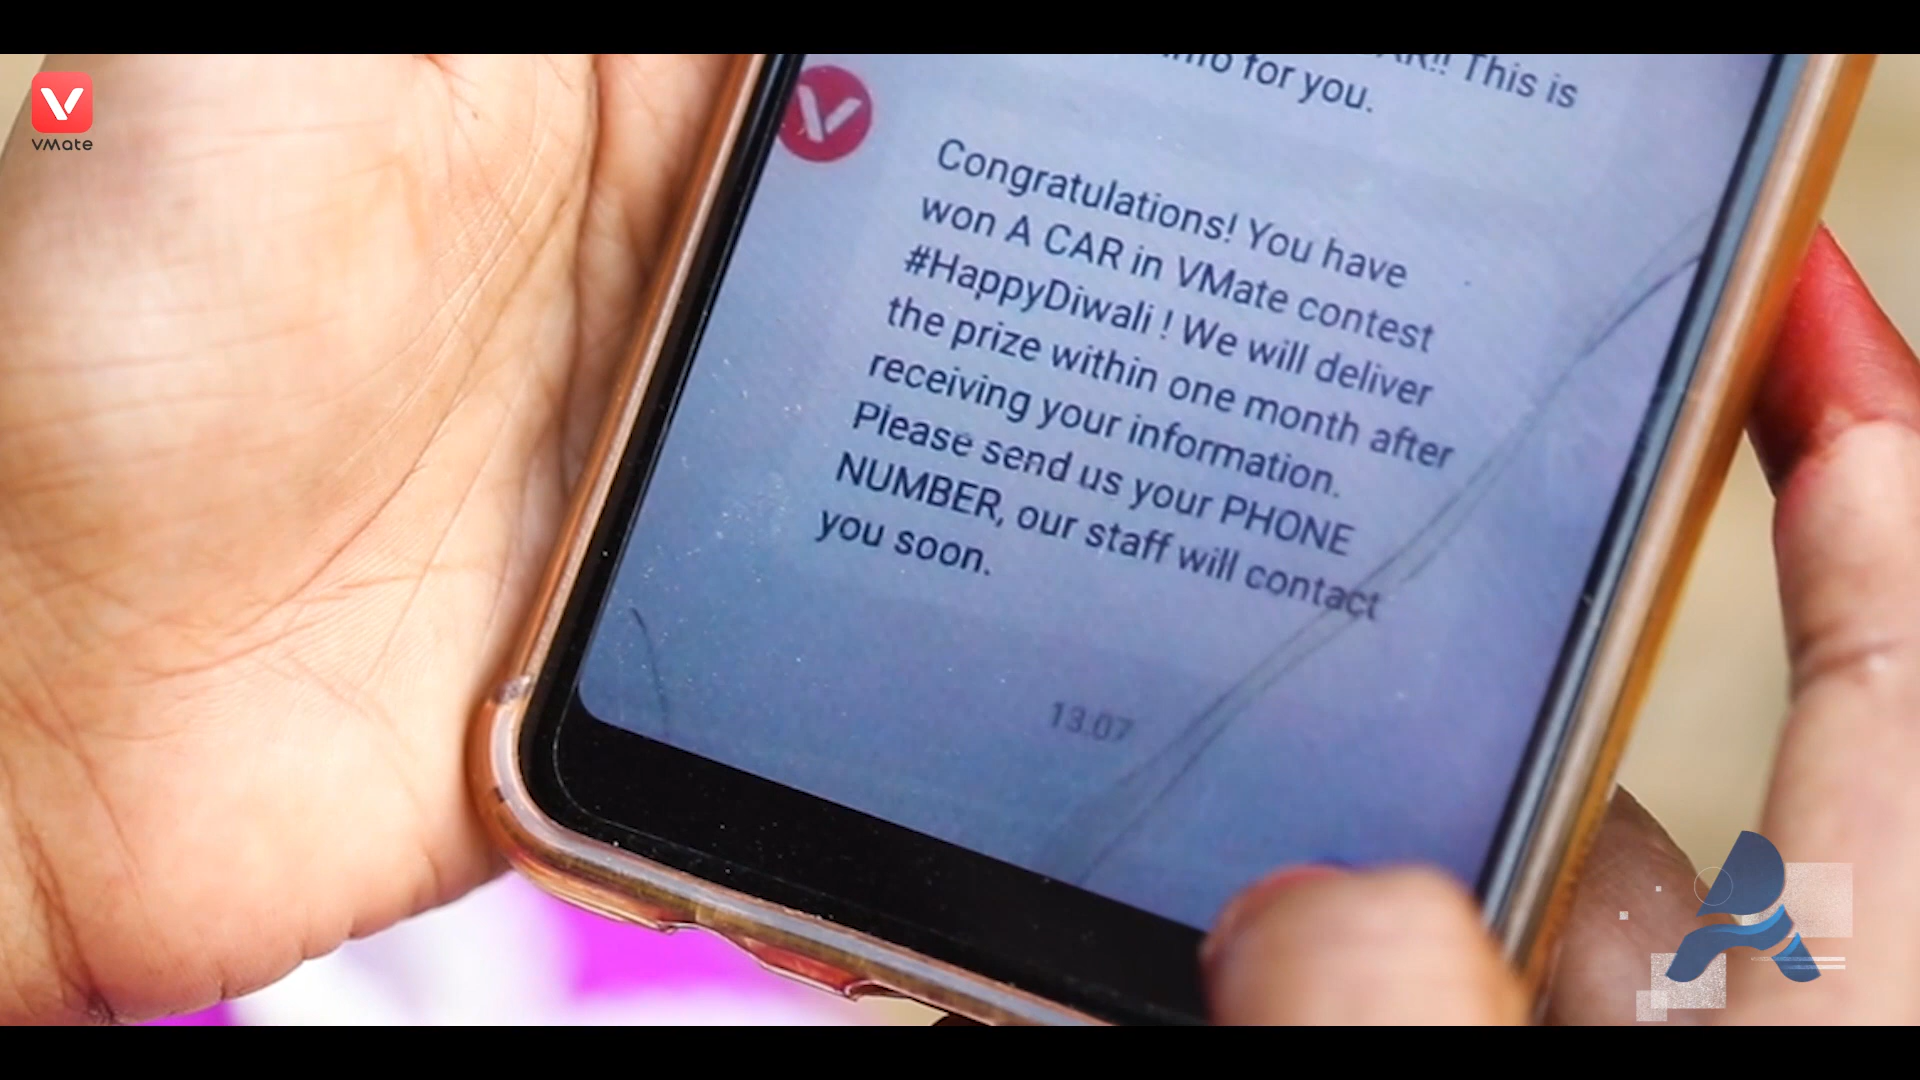 VMate
This is
for you.
Congratulations! You have
won A CAR in VMate contest
#HappyDiwali ! We will deliver
the prize within one month after
receiving your information.
Please send us your PHONE
NUMBER, our staff will contact
you soon.
13.07